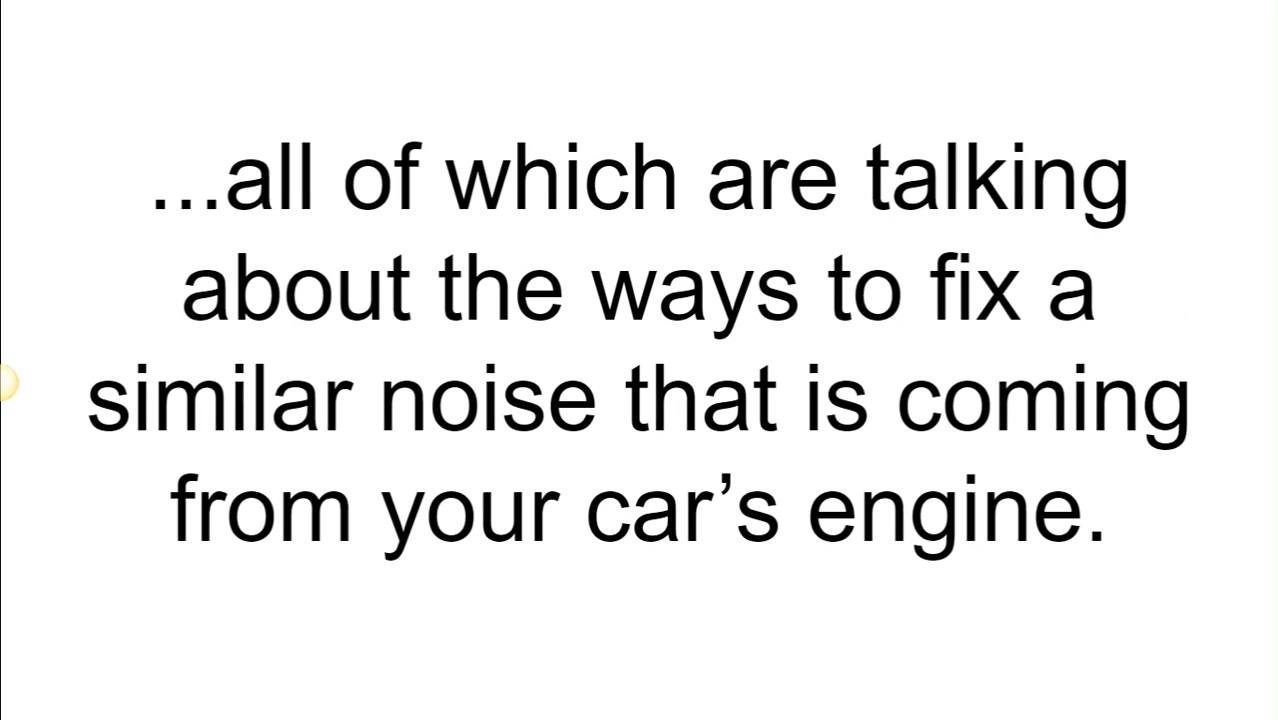 ...all of which are talking
about the ways to fix a
similar noise that is coming
from your car’s engine.